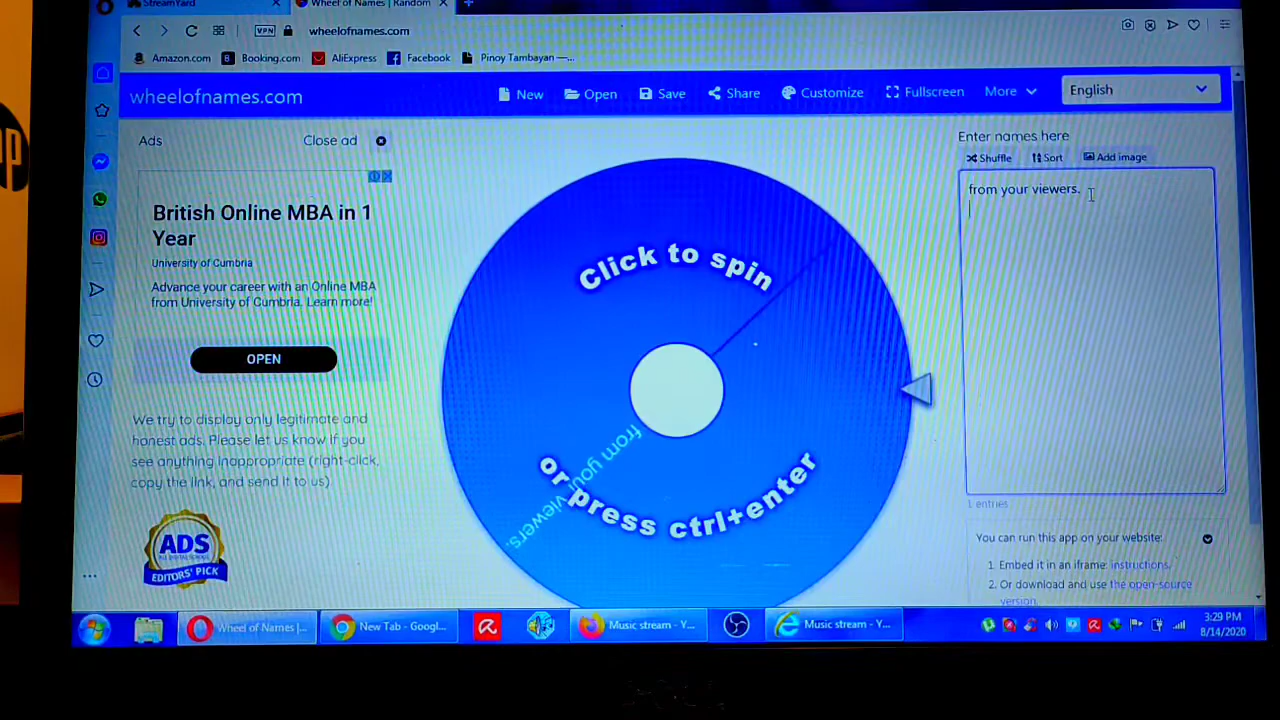 StreamYard
Wheel of Names | Random
VPN
wheelofnames.com
Amazon.com
Booking.com
AliExpress
Facebook
Pinoy Tambayan —...
wheelofnames.com
New
Open
Save
Share
Customize
Fullscreen
More
English
Ads
Close ad
British Online MBA in 1
Year
University of Cumbria
Advance your career with an Online MBA
from University of Cumbria. Learn more!
OPEN
We try to display only legitimate and
honest ads. Please let us know if you
see anything inappropriate (right-click,
copy the link, and send it to us).
ADS
EDITORS' PICK
Click to spin
from your viewers.
or press ctrl+enter
Enter names here
Shuffle
Sort
Add image
from your viewers.
1 entries
You can run this app on your website:
1. Embed it in an iframe: instructions.
2. Or download and use the open-source
version.
Wheel of Names |...
New Tab - Googl...
Music stream - Y...
Music stream - Y...
3:29 PM
8/14/2020